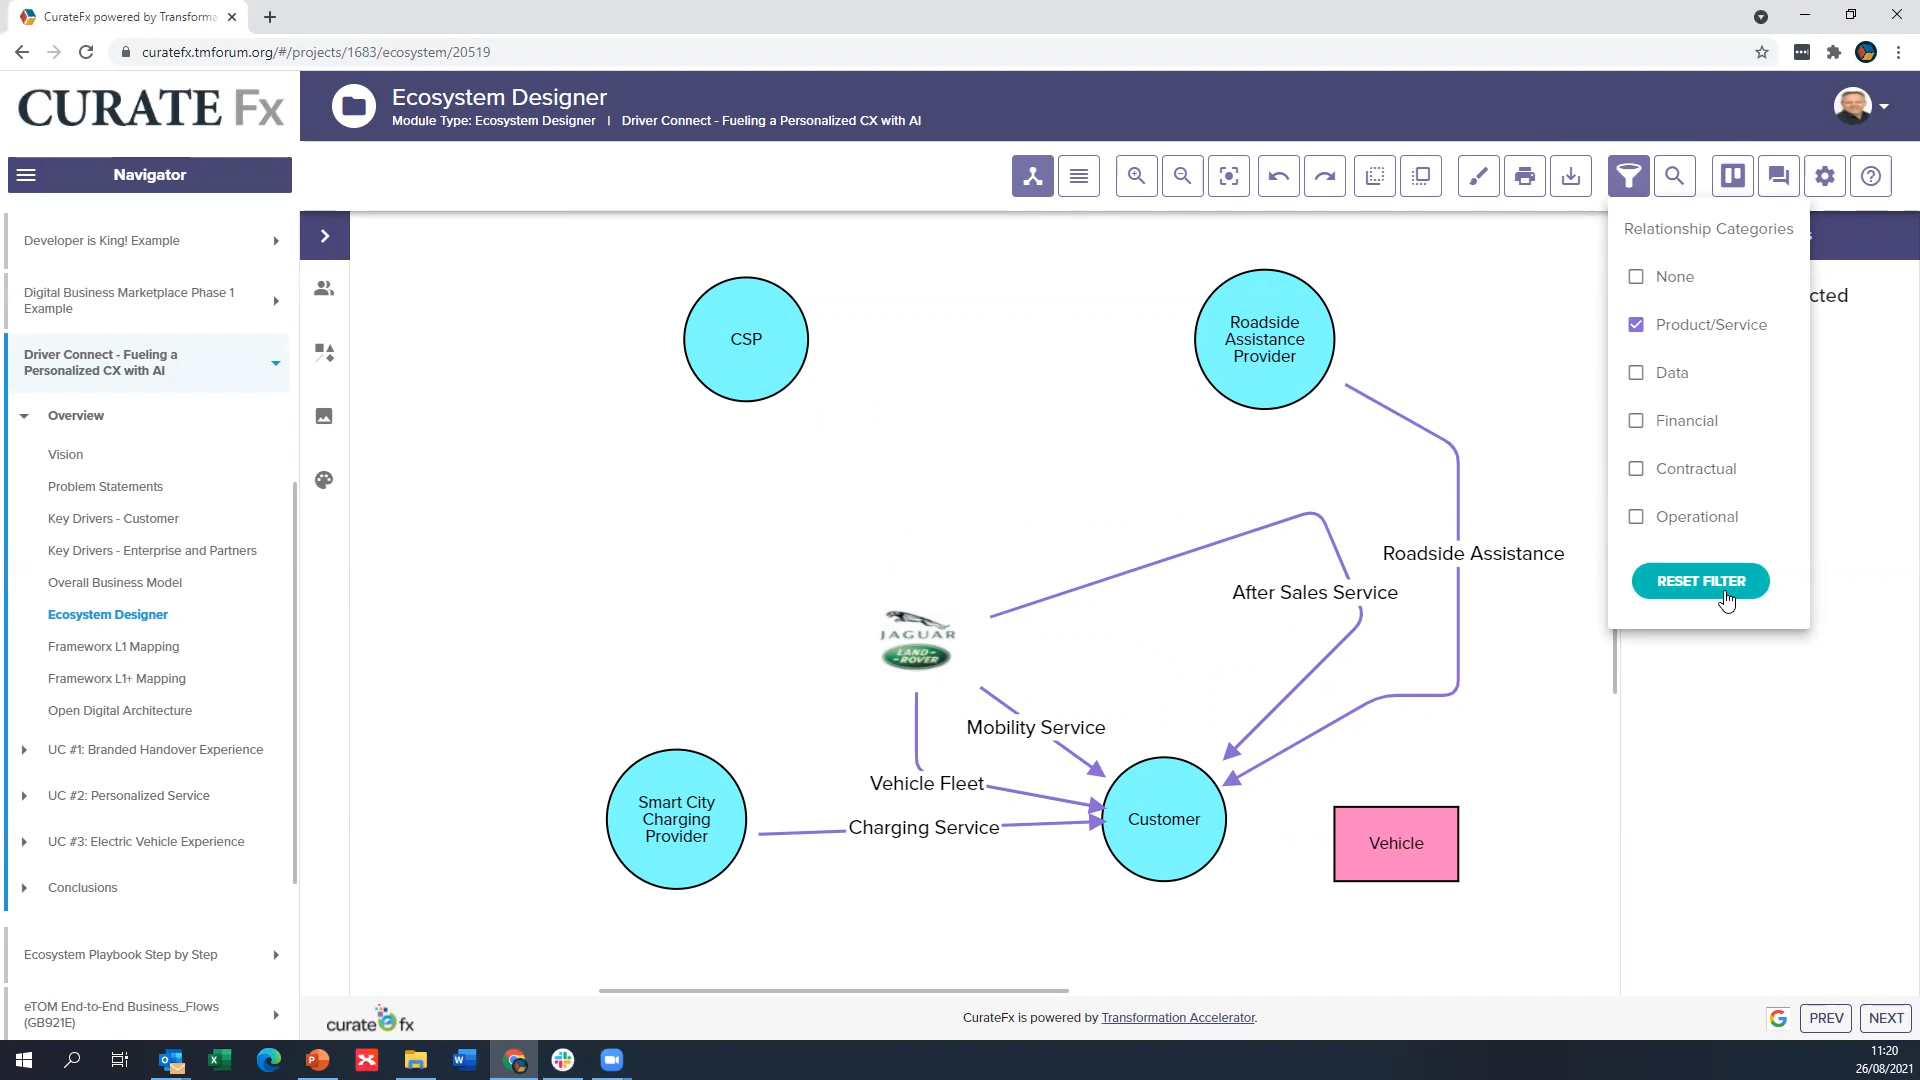 CurateFx powered by Transforma
curatefx.tmforum.org/#/projects/1683/ecosystem/20519
CURATE Fx
Ecosystem Designer
Module Type: Ecosystem Designer | Driver Connect - Fueling a Personalized CX with AI
Navigator
Developer is King! Example
Digital Business Marketplace Phase 1
Example
Driver Connect - Fueling a
Personalized CX with AI
Overview
Vision
Problem Statements
Key Drivers - Customer
Key Drivers - Enterprise and Partners
Overall Business Model
Ecosystem Designer
Frameworx L1 Mapping
Frameworx L1+ Mapping
Open Digital Architecture
UC #1: Branded Handover Experience
UC #2: Personalized Service
UC #3: Electric Vehicle Experience
Conclusions
Ecosystem Playbook Step by Step
eTOM End-to-End Business_Flows
(GB921E)
CSP
Roadside
Assistance
Provider
Roadside Assistance
After Sales Service
JAGUAR
LAND-
ROVER
Mobility Service
Vehicle Fleet
Charging Service
Smart City
Charging
Provider
Customer
Vehicle
Relationship Categories
s
None
cted
Product/Service
Data
Financial
Contractual
Operational
RESET FILTER
curate fx
CurateFx is powered by Transformation Accelerator.
PREV
NEXT
11:20
26/08/2021